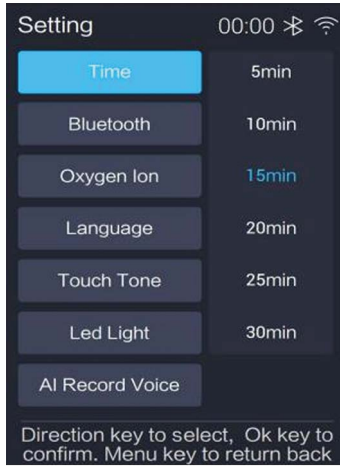 Setting 00:00
Time 5min
Bluetooth 10min
Oxygen Ion 15min
Language 20min
Touch Tone 25min
Led Light 30min
AI Record Voice
Direction key to select, Ok key to
confirm. Menu key to return back